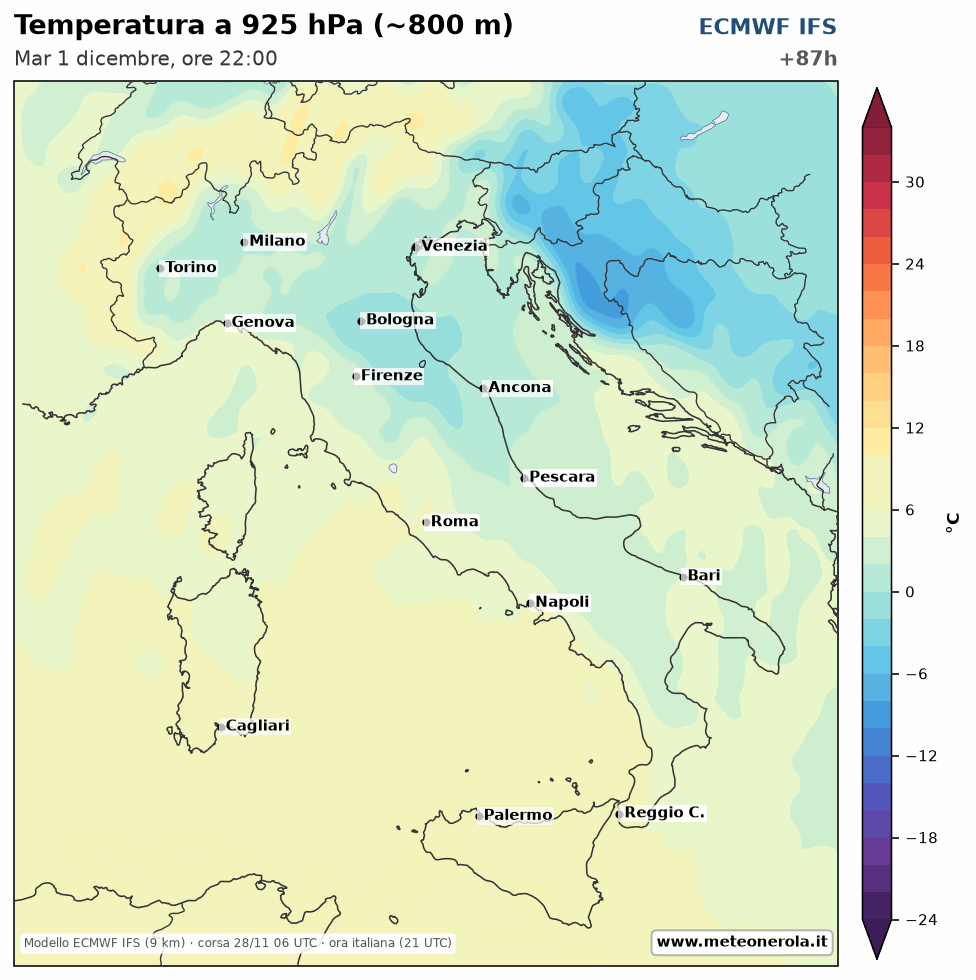 Temperatura a 925 hPa (~800 m)
ECMWF IFS
Mar 1 dicembre, ore 22:00
+87h
Milano
Venezia
Torino
Genova
Bologna
Firenze
Ancona
Pescara
Roma
Bari
Napoli
Cagliari
Palermo
Reggio C.
30
24
18
12
6
0
−6
−12
−18
−24
°C
Modello ECMWF IFS (9 km) · corsa 28/11 06 UTC · ora italiana (21 UTC)
www.meteonerola.it